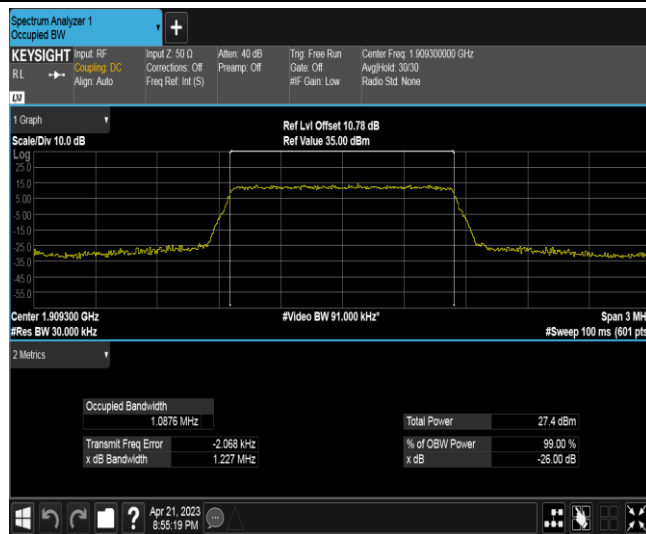 Spectrum Analyzer 1
Occupied BW
+
KEYSIGHT Input: RF Input Z: 50 Ω Atten: 40 dB Trig: Free Run Center Freq: 1.909300000 GHz
RL Coupling: DC Corrections: Off Preamp: Off Gate: Off Avg|Hold: 30/30
Align: Auto Freq Ref: Int (S) #IF Gain: Low Radio Std: None
LXI
1 Graph
Ref Lvl Offset 10.78 dB
Scale/Div 10.0 dB Ref Value 35.00 dBm
Log
25.0
15.0
5.00
-5.00
-15.0
-25.0
-35.0
-45.0
-55.0
Center 1.909300 GHz #Video BW 91.000 kHz* Span 3 MH
#Res BW 30.000 kHz #Sweep 100 ms (601 pts
2 Metrics
Occupied Bandwidth
1.0876 MHz Total Power 27.4 dBm
Transmit Freq Error -2.068 kHz % of OBW Power 99.00 %
x dB Bandwidth 1.227 MHz x dB -26.00 dB
? Apr 21, 2023
8:55:19 PM